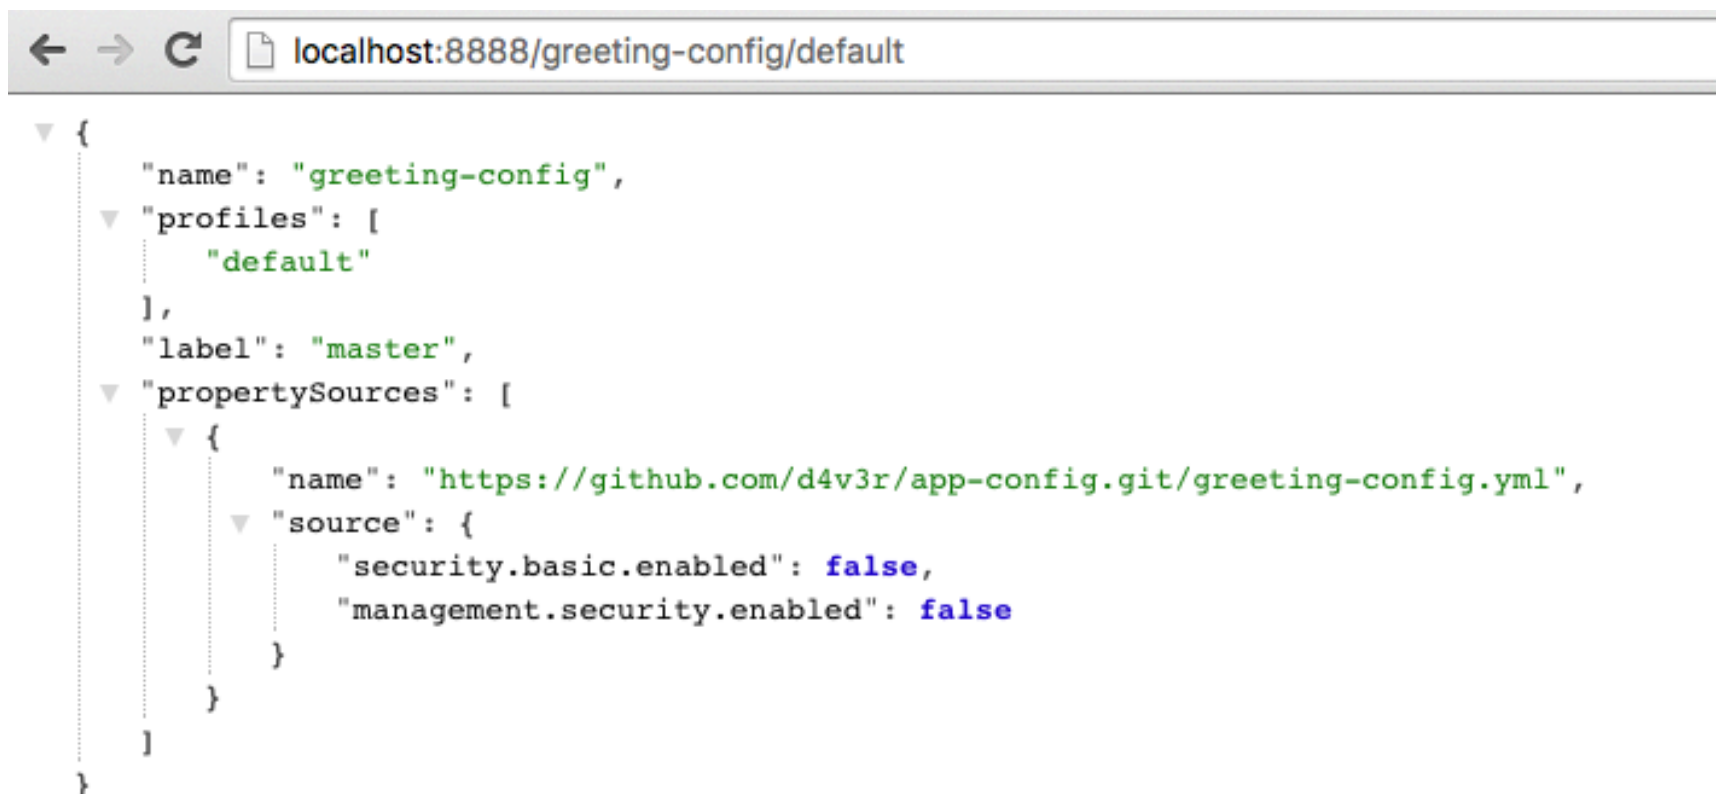 localhost:8888/greeting-config/default
{
"name": "greeting-config",
"profiles": [
"default"
],
"label": "master",
"propertySources": [
{
"name": "https://github.com/d4v3r/app-config.git/greeting-config.yml",
"source": {
"security.basic.enabled": false,
"management.security.enabled": false
}
}
]
}